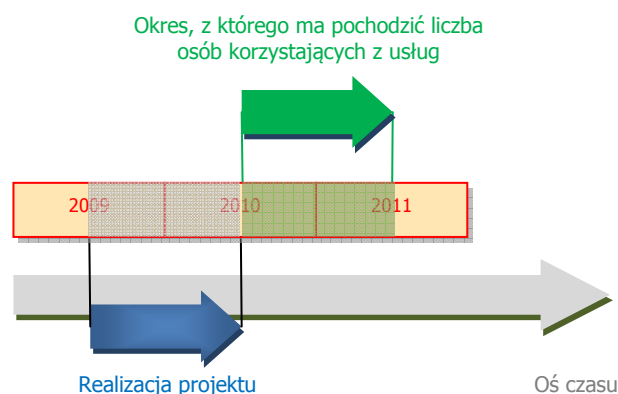 Okres, z którego ma pochodzić liczba
osób korzystających z usług
2009 2010 2011
Realizacja projektu
Oś czasu